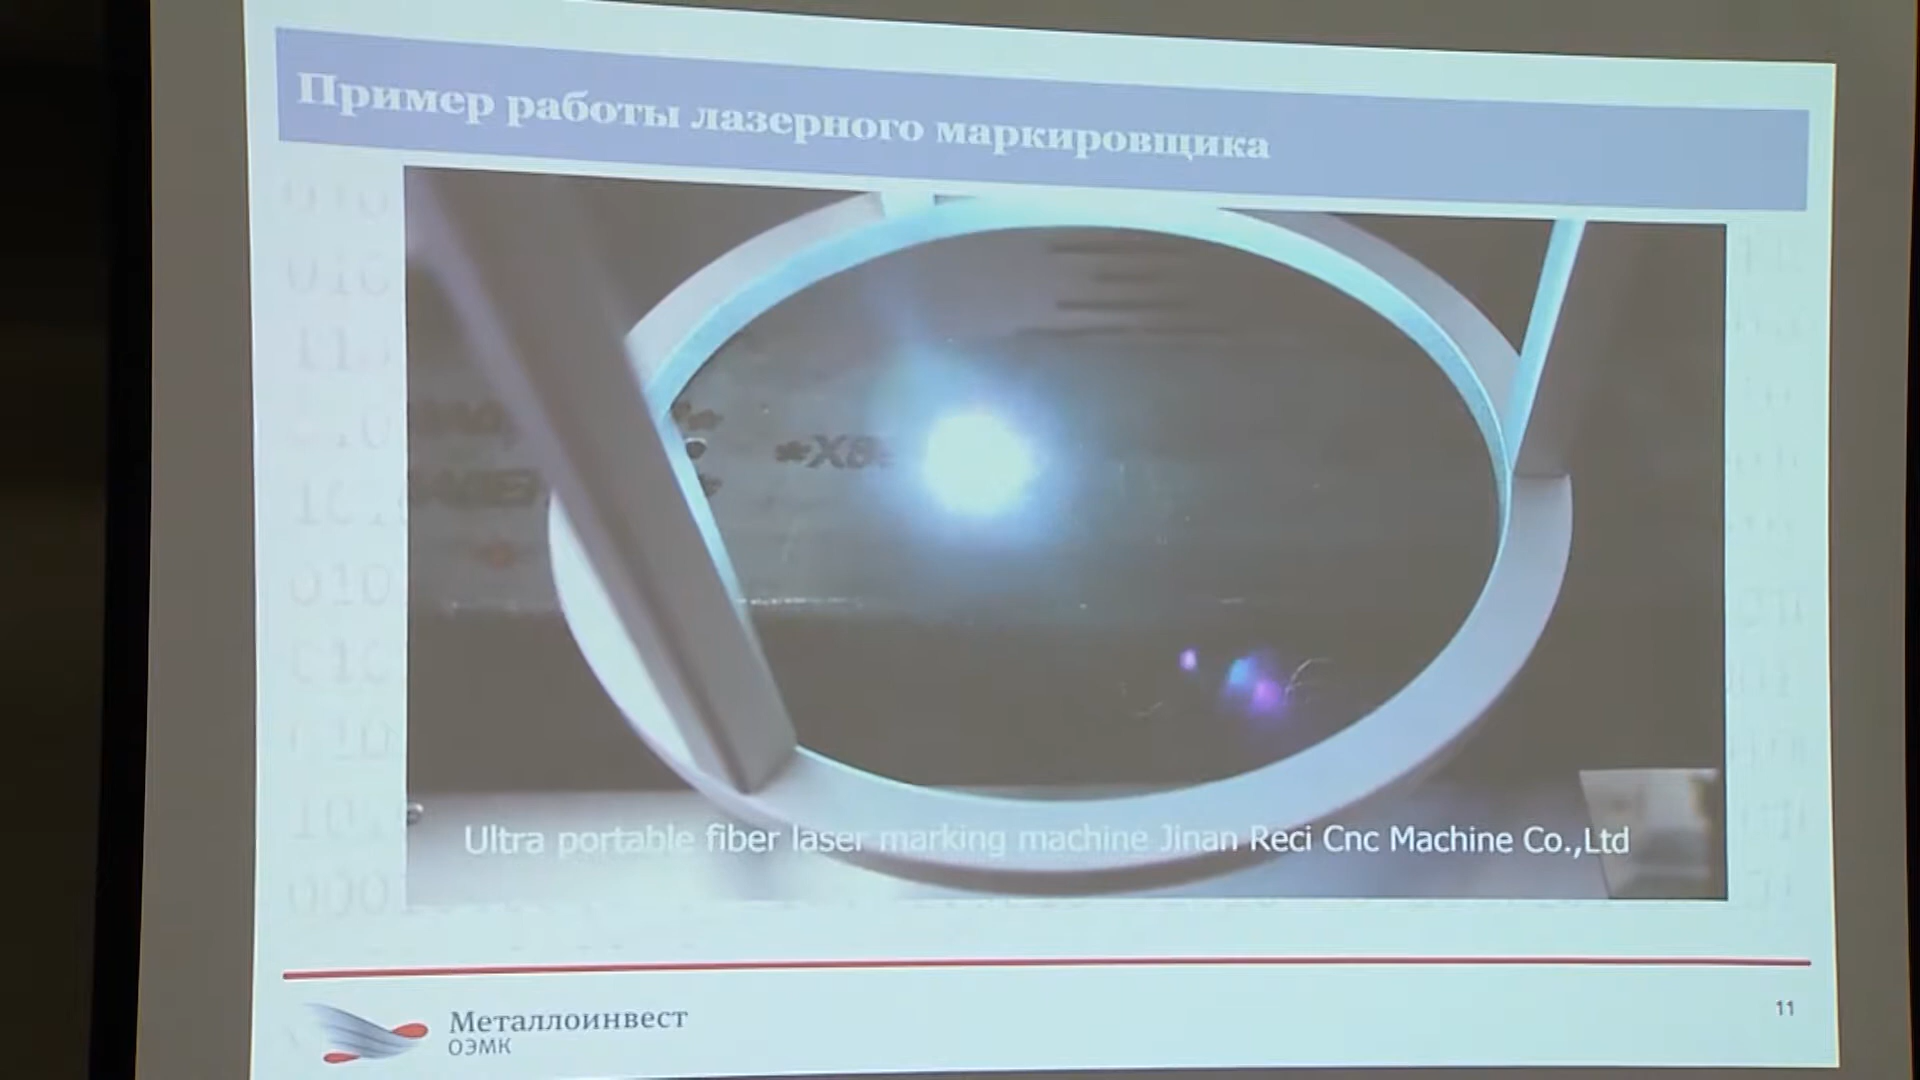 Пример работы лазерного маркировщика
Ultra portable fiber laser marking machine Jinan Reci Cnc Machine Co.,Ltd
Металлоинвест
ОЭМК
11